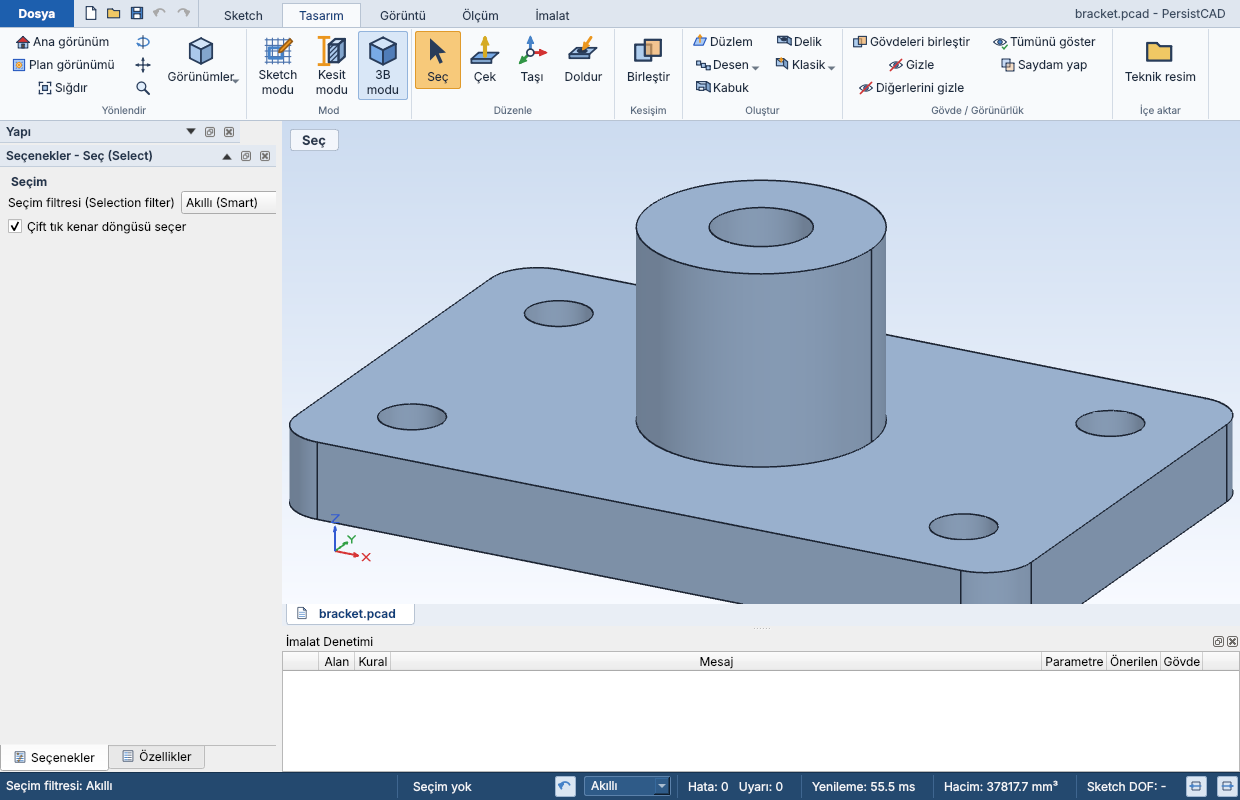 Dosya
Sketch Tasarım Görüntü Ölçüm İmalat
bracket.pcad - PersistCAD
Ana görünüm
Plan görünümü
Sığdır
Görünümler
Yönlendir
Sketch modu
Kesit modu
3B modu
Mod
Seç
Çek
Taşı
Doldur
Düzenle
Birleştir
Kesişim
Düzlem
Desen
Kabuk
Delik
Klasik
Oluştur
Gövdeleri birleştir
Gizle
Diğerlerini gizle
Tümünü göster
Saydam yap
Gövde / Görünürlük
Teknik resim
İçe aktar
Yapı
Seçenekler - Seç (Select)
Seçim
Seçim filtresi (Selection filter) Akıllı (Smart)
Çift tık kenar döngüsü seçer
Seç
Z
Y
X
bracket.pcad
İmalat Denetimi
Alan Kural Mesaj Parametre Önerilen Gövde
Seçenekler Özellikler
Seçim filtresi: Akıllı Seçim yok Akıllı Hata: 0 Uyarı: 0 Yenileme: 55.5 ms Hacim: 37817.7 mm³ Sketch DOF: -